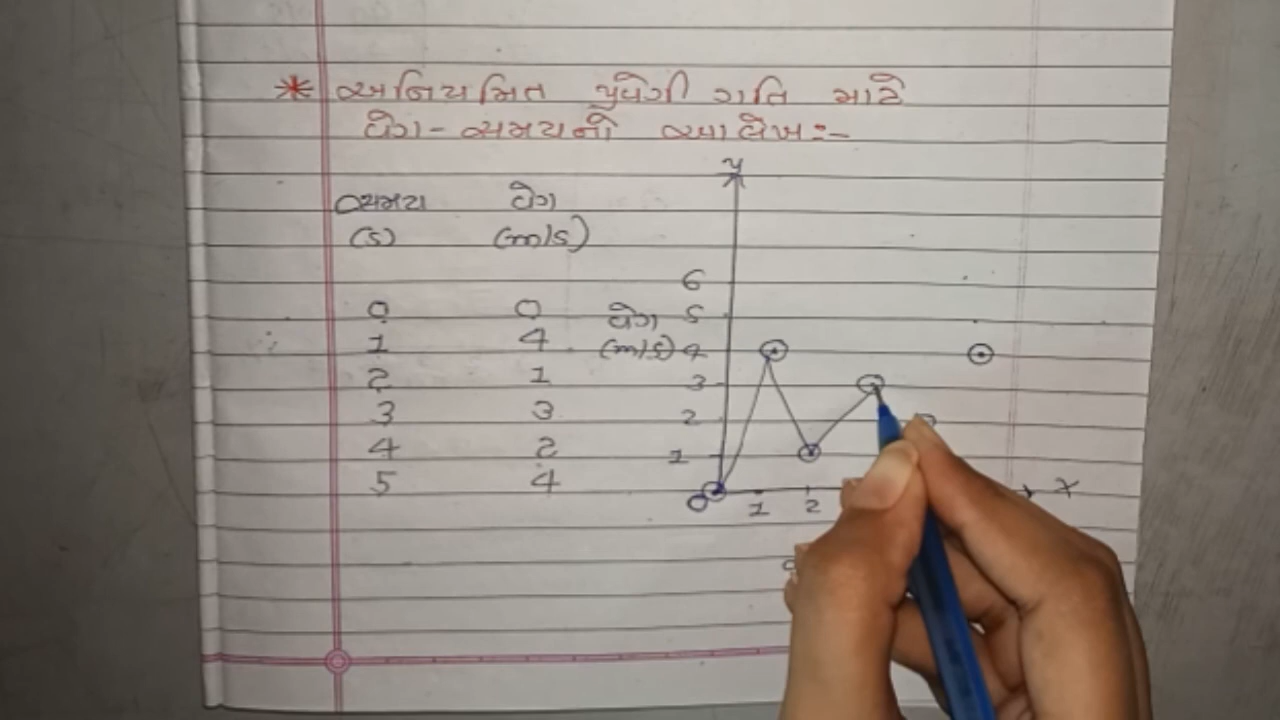 * અનિયમિત પ્રવેગી ગતિ માટે
વેગ - સમયનો આલેખ :-
સમય વેગ
(s) (m/s)
0 0
1 4
2 1
3 3
4 2
5 4
y
6
વેગ 5
(m/s) 4
3
2
1
0 1 2 x